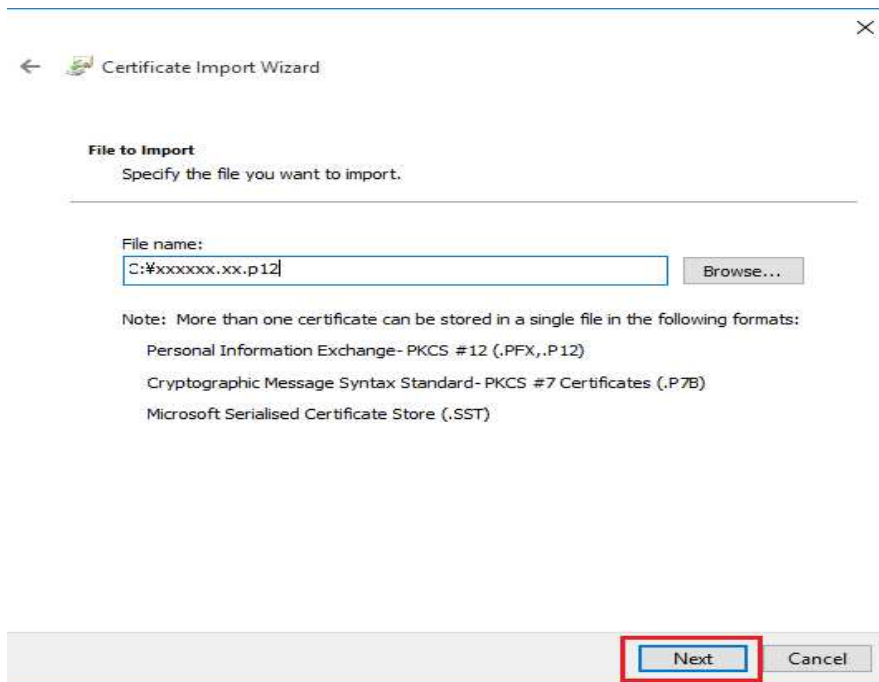 Certificate Import Wizard
File to Import
Specify the file you want to import.
File name:
C:¥xxxxxx.xx.p12
Browse...
Note: More than one certificate can be stored in a single file in the following formats:
Personal Information Exchange- PKCS #12 (.PFX,.P12)
Cryptographic Message Syntax Standard- PKCS #7 Certificates (.P7B)
Microsoft Serialised Certificate Store (.SST)
Next
Cancel